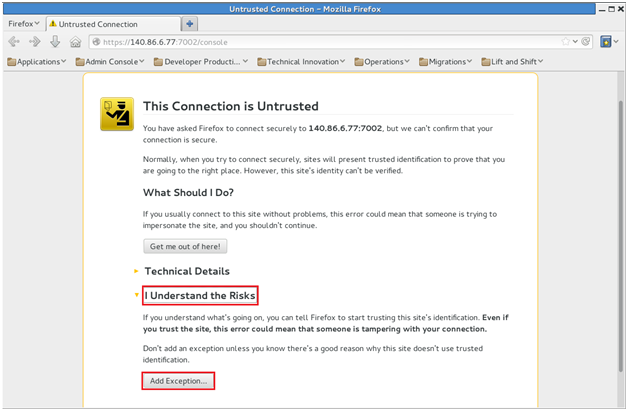 Untrusted Connection - Mozilla Firefox
Firefox
Untrusted Connection
https://140.86.6.77:7002/console
Applications Admin Console Developer Producti... Technical Innovation Operations Migrations Lift and Shift
This Connection is Untrusted
You have asked Firefox to connect securely to 140.86.6.77:7002, but we can't confirm that your
connection is secure.
Normally, when you try to connect securely, sites will present trusted identification to prove that you
are going to the right place. However, this site's identity can't be verified.
What Should I Do?
If you usually connect to this site without problems, this error could mean that someone is trying to
impersonate the site, and you shouldn't continue.
Get me out of here!
Technical Details
I Understand the Risks
If you understand what's going on, you can tell Firefox to start trusting this site's identification. Even if
you trust the site, this error could mean that someone is tampering with your connection.
Don't add an exception unless you know there's a good reason why this site doesn't use trusted
identification.
Add Exception...